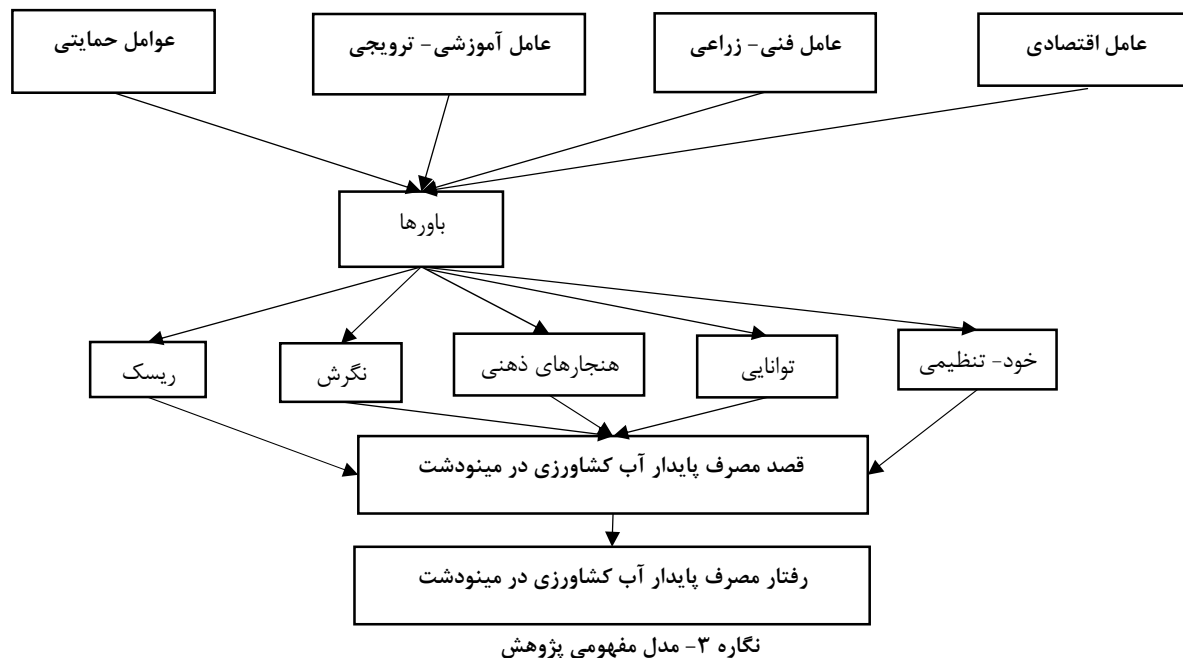 عامل اقتصادی
عامل فنی- زراعی
عامل آموزشی- ترویجی
عوامل حمایتی
باورها
خود- تنظیمی
توانایی
هنجارهای ذهنی
نگرش
ریسک
قصد مصرف پایدار آب کشاورزی در مینودشت
رفتار مصرف پایدار آب کشاورزی در مینودشت
نگاره ۳- مدل مفهومی پژوهش